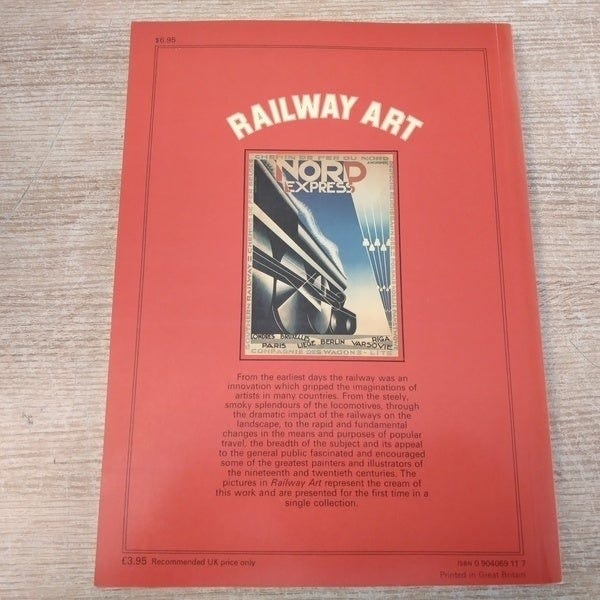 $6.95
RAILWAY ART
CHEMIN DE FER DU NORD
NORD
EXPRESS
LONDRES BRUXELLES RIGA
PARIS LIEGE BERLIN VARSOVIE
COMPAGNIE DES WAGONS-LITS
From the earliest days the railway was an
innovation which gripped the imaginations of
artists in many countries. From the steely,
smoky splendours of the locomotives, through
the dramatic impact of the railways on the
landscape, to the rapid and fundamental
changes in the means and purposes of popular
travel, the breadth of the subject and its appeal
to the general public fascinated and encouraged
some of the greatest painters and illustrators of
the nineteenth and twentieth centuries. The
pictures in Railway Art represent the cream of
this work and are presented for the first time in a
single collection.
£3.95 Recommended UK price only
ISBN 0 904069 11 7
Printed in Great Britain